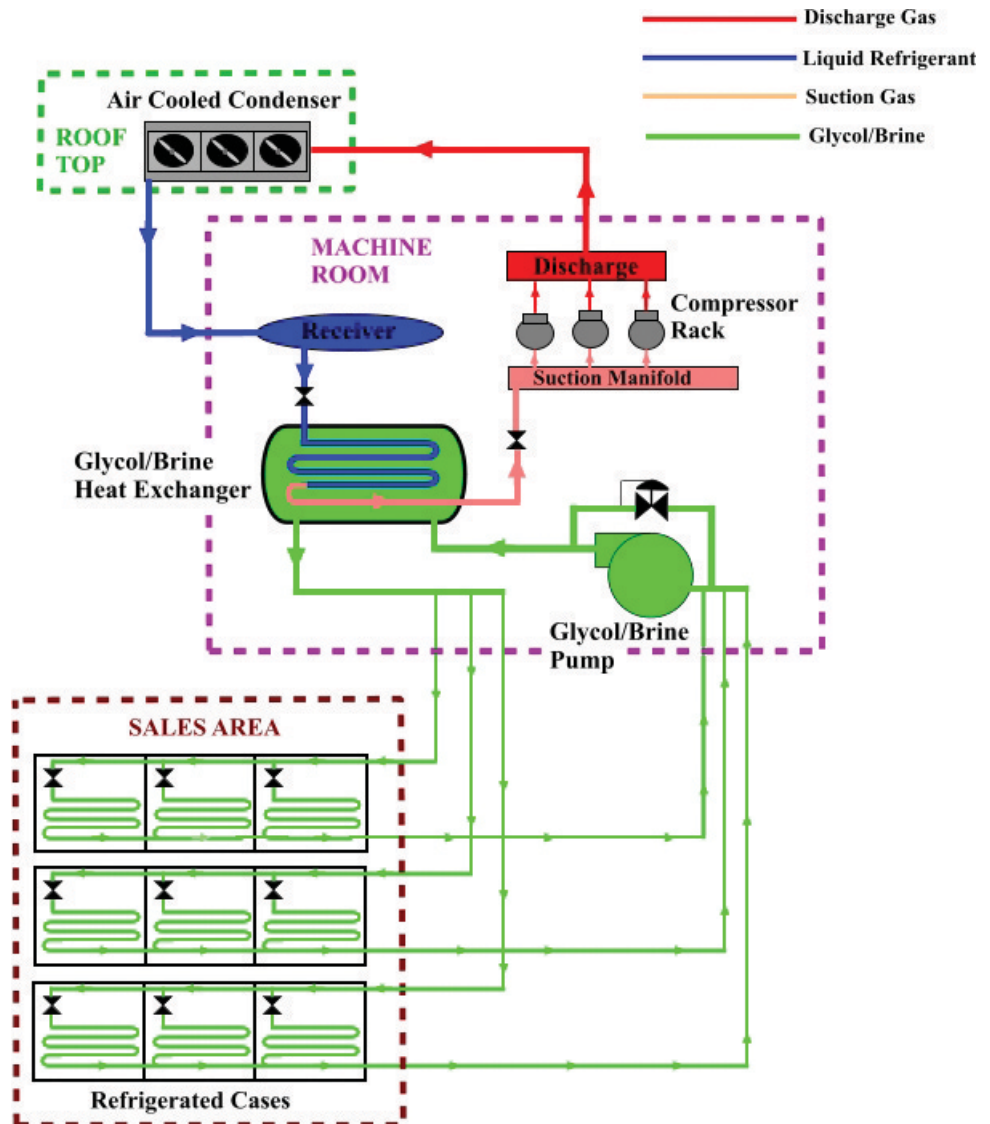 Discharge Gas
Liquid Refrigerant
Suction Gas
Glycol/Brine
Air Cooled Condenser
ROOF
TOP
MACHINE
ROOM
Discharge
Compressor
Rack
Receiver
Suction Manifold
Glycol/Brine
Heat Exchanger
Glycol/Brine
Pump
SALES AREA
Refrigerated Cases